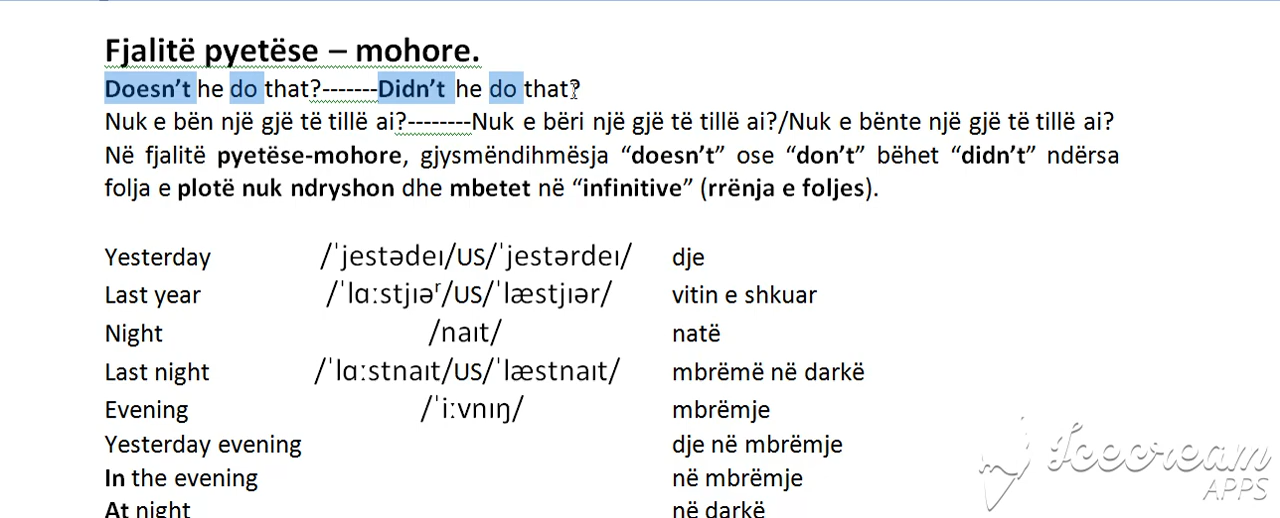 Fjalitë pyetëse – mohore.
Doesn’t he do that?-------Didn’t he do that?
Nuk e bën një gjë të tillë ai?--------Nuk e bëri një gjë të tillë ai?/Nuk e bënte një gjë të tillë ai?
Në fjalitë pyetëse-mohore, gjysmëndihmësja “doesn’t” ose “don’t” bëhet “didn’t” ndërsa
folja e plotë nuk ndryshon dhe mbetet në “infinitive” (rrënja e foljes).
Yesterday /ˈjestədeɪ/US/ˈjestərdeɪ/ dje
Last year /ˈlɑːstjɪəʳ/US/ˈlæstjɪər/ vitin e shkuar
Night /naɪt/ natë
Last night /ˈlɑːstnaɪt/US/ˈlæstnaɪt/ mbrëmë në darkë
Evening /ˈiːvnɪŋ/ mbrëmje
Yesterday evening dje në mbrëmje
In the evening në mbrëmje
At night në darkë
Icecream
APPS